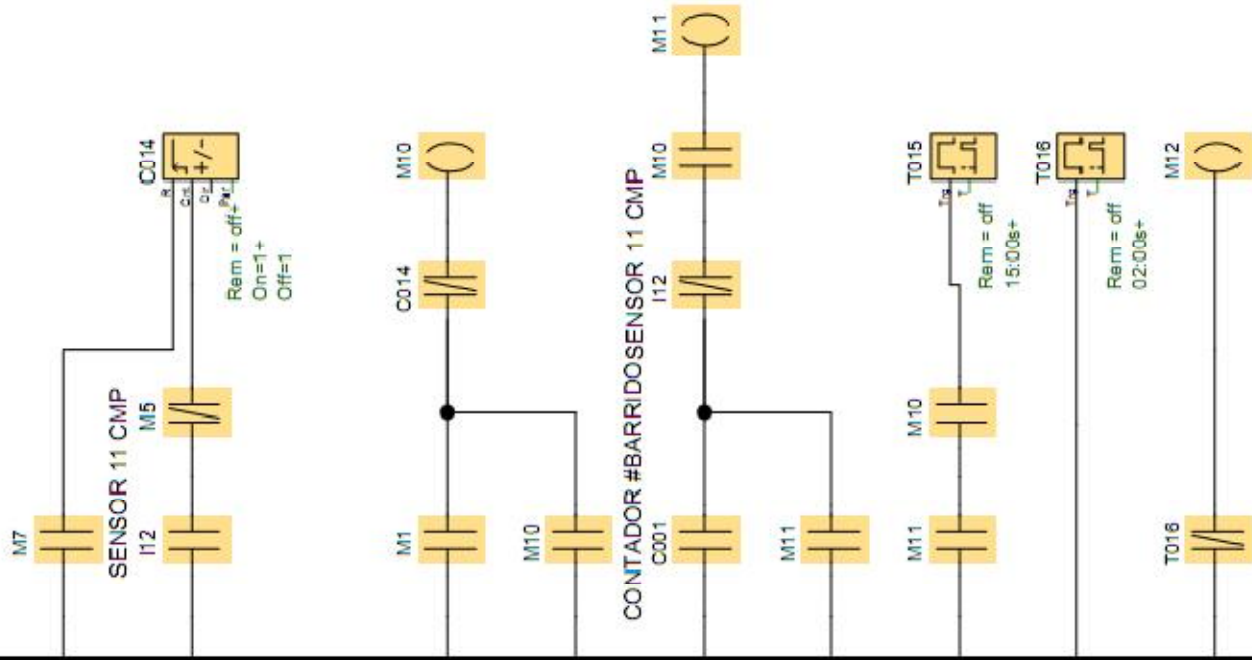 M7
C014
R
Cnt
Dir
Par
Rem = off+
On=1+
Off=1
SENSOR 11 CMP
I12
M5
M1
C014
M10
M10
CONTADOR #BARRIDOSENSOR 11 CMP
C001
I12
M10
M11
M11
M11
M10
T015
Trg
T
Rem = off
15:00s+
T016
Trg
T
Rem = off
02:00s+
T016
M12